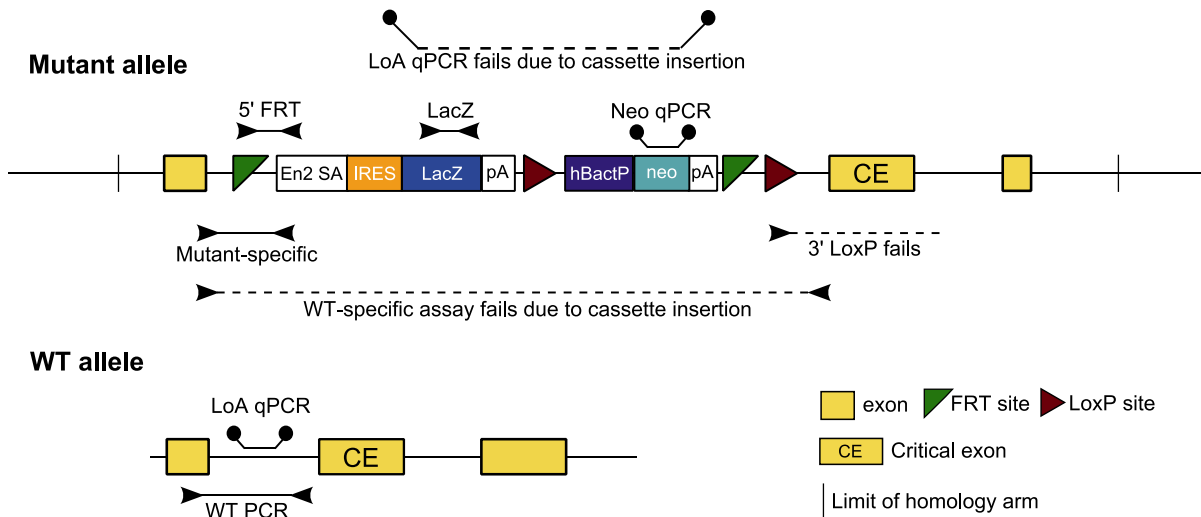 LoA qPCR fails due to cassette insertion
Mutant allele
5' FRT
LacZ
Neo qPCR
En2 SA
IRES
LacZ
pA
hBactP
neo
pA
CE
Mutant-specific
3' LoxP fails
WT-specific assay fails due to cassette insertion
WT allele
LoA qPCR
CE
WT PCR
exon
FRT site
LoxP site
CE
Critical exon
Limit of homology arm